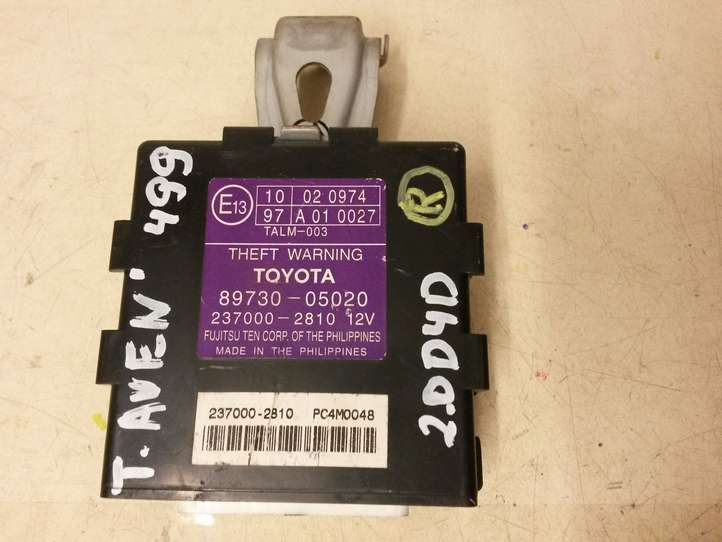 E13
10 02 0974
97 A 01 0027
TALM-003
THEFT WARNING
TOYOTA
89730-05020
237000-2810 12V
FUJITSU TEN CORP. OF THE PHILIPPINES
MADE IN THE PHILIPPINES
237000-2810 PC4M0048
T. AVEN' 499
R
2.0D4D